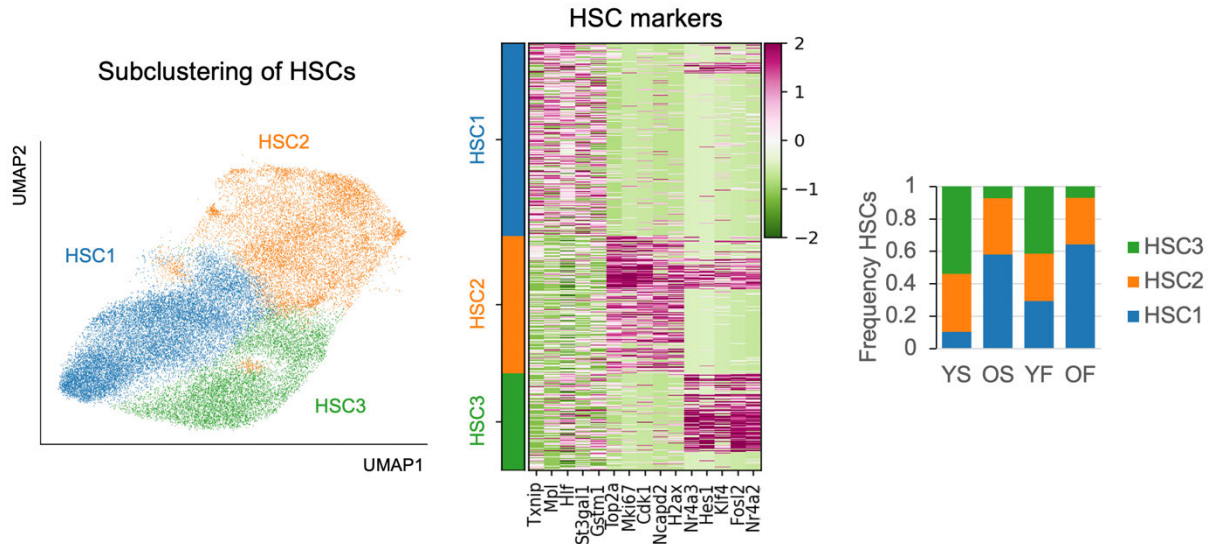 HSC markers
Subclustering of HSCs
UMAP2
UMAP1
HSC1
HSC2
HSC3
HSC1
HSC2
HSC3
2
1
0
−1
−2
Txnip
Mpl
Hlf
St3gal1
Gstm1
Top2a
Mki67
Cdk1
Ncapd2
H2ax
Nr4a3
Hes1
Klf4
Fosl2
Nr4a2
Frequency HSCs
1
0.8
0.6
0.4
0.2
0
YS OS YF OF
HSC3
HSC2
HSC1